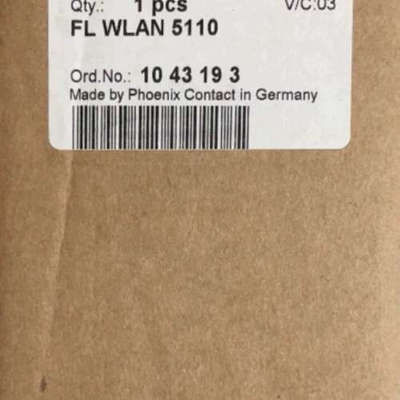 Qty.: 1 pcs V/C:03
FL WLAN 5110
Ord.No.: 10 43 19 3
Made by Phoenix Contact in Germany